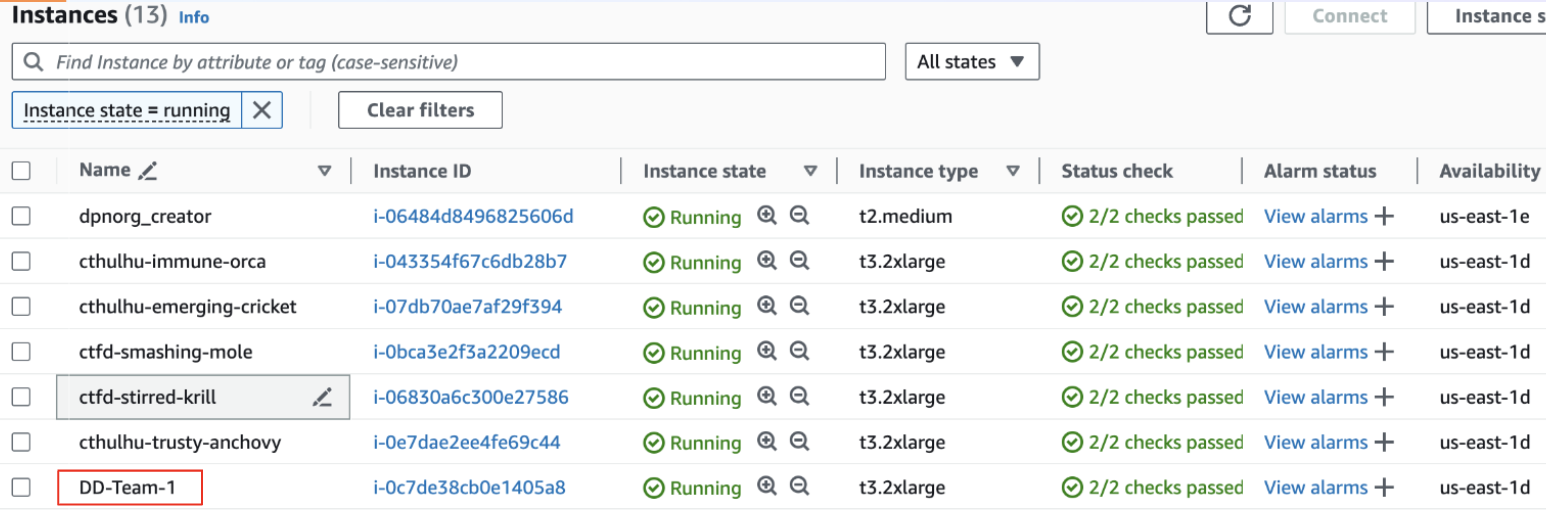 Instances (13) Info
Connect
Instance s
Find Instance by attribute or tag (case-sensitive)
All states
Instance state = running
Clear filters
Name Instance ID Instance state Instance type Status check Alarm status Availability
dpnorg_creator i-06484d8496825606d Running t2.medium 2/2 checks passed View alarms us-east-1e
cthulhu-immune-orca i-043354f67c6db28b7 Running t3.2xlarge 2/2 checks passed View alarms us-east-1d
cthulhu-emerging-cricket i-07db70ae7af29f394 Running t3.2xlarge 2/2 checks passed View alarms us-east-1d
ctfd-smashing-mole i-0bca3e2f3a2209ecd Running t3.2xlarge 2/2 checks passed View alarms us-east-1d
ctfd-stirred-krill i-06830a6c300e27586 Running t3.2xlarge 2/2 checks passed View alarms us-east-1d
cthulhu-trusty-anchovy i-0e7dae2ee4fe69c44 Running t3.2xlarge 2/2 checks passed View alarms us-east-1d
DD-Team-1 i-0c7de38cb0e1405a8 Running t3.2xlarge 2/2 checks passed View alarms us-east-1d